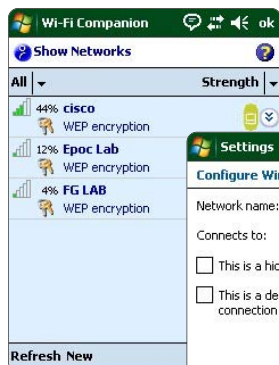 Wi-Fi Companion ok
Show Networks
All Strength
44% cisco
WEP encryption
12% Epoc Lab
WEP encryption
4% FG LAB
WEP encryption
Refresh New
Settings
Configure Wi
Network name:
Connects to:
This is a hid
This is a de
connection